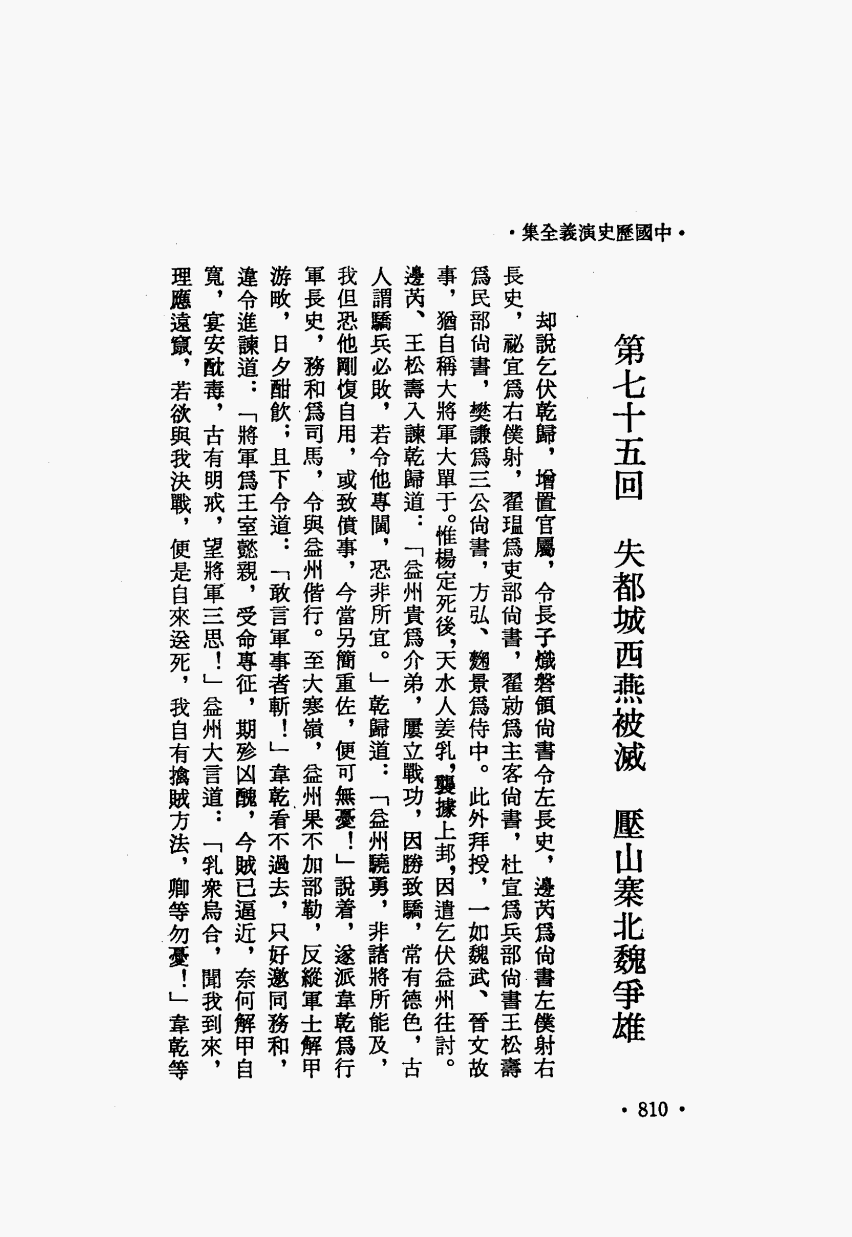 ・中國歷史演義全集・
第七十五回　失都城西燕被滅　壓山寨北魏爭雄
却說乞伏乾歸，增置官屬，令長子熾磐領尙書令左長史，邊芮爲尙書左僕射右
長史，祕宜爲右僕射，翟瑥爲吏部尙書，翟勍爲主客尙書，杜宣爲兵部尙書王松壽
爲民部尙書，樊謙爲三公尙書，方弘、麴景爲侍中。此外拜授，一如魏武、晉文故
事，猶自稱大將軍大單于。惟楊定死後，天水人姜乳，襲據上邽，因遣乞伏益州往討。
邊芮、王松壽入諫乾歸道：「益州貴爲介弟，屢立戰功，因勝致驕，常有德色，古
人謂驕兵必敗，若令他專閫，恐非所宜。」乾歸道：「益州驍勇，非諸將所能及，
我但恐他剛愎自用，或致僨事，今當另簡重佐，便可無憂！」說着，遂派韋乾爲行
軍長史，務和爲司馬，令與益州偕行。至大寒嶺，益州果不加部勒，反縱軍士解甲
游畋，日夕酣飲；且下令道：「敢言軍事者斬！」韋乾看不過去，只好邀同務和，
違令進諫道：「將軍爲王室懿親，受命專征，期殄凶醜，今賊已逼近，奈何解甲自
寬，宴安酖毒，古有明戒，望將軍三思！」益州大言道：「乳衆烏合，聞我到來，
理應遠竄，若欲與我決戰，便是自來送死，我自有擒賊方法，卿等勿憂！」韋乾等
・810・